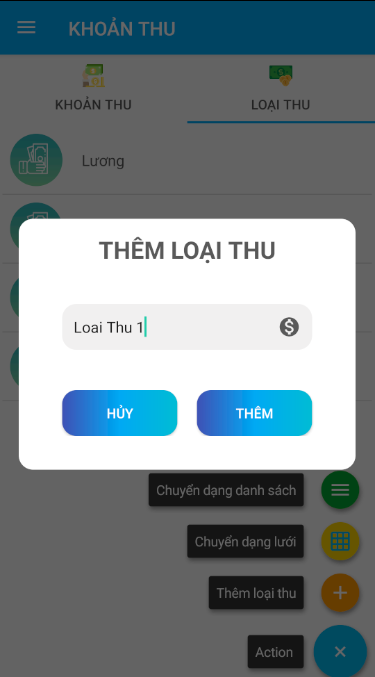 KHOẢN THU
KHOẢN THU
LOẠI THU
Lương
THÊM LOẠI THU
Loai Thu 1
HỦY
THÊM
Chuyển dạng danh sách
Chuyển dạng lưới
Thêm loại thu
Action